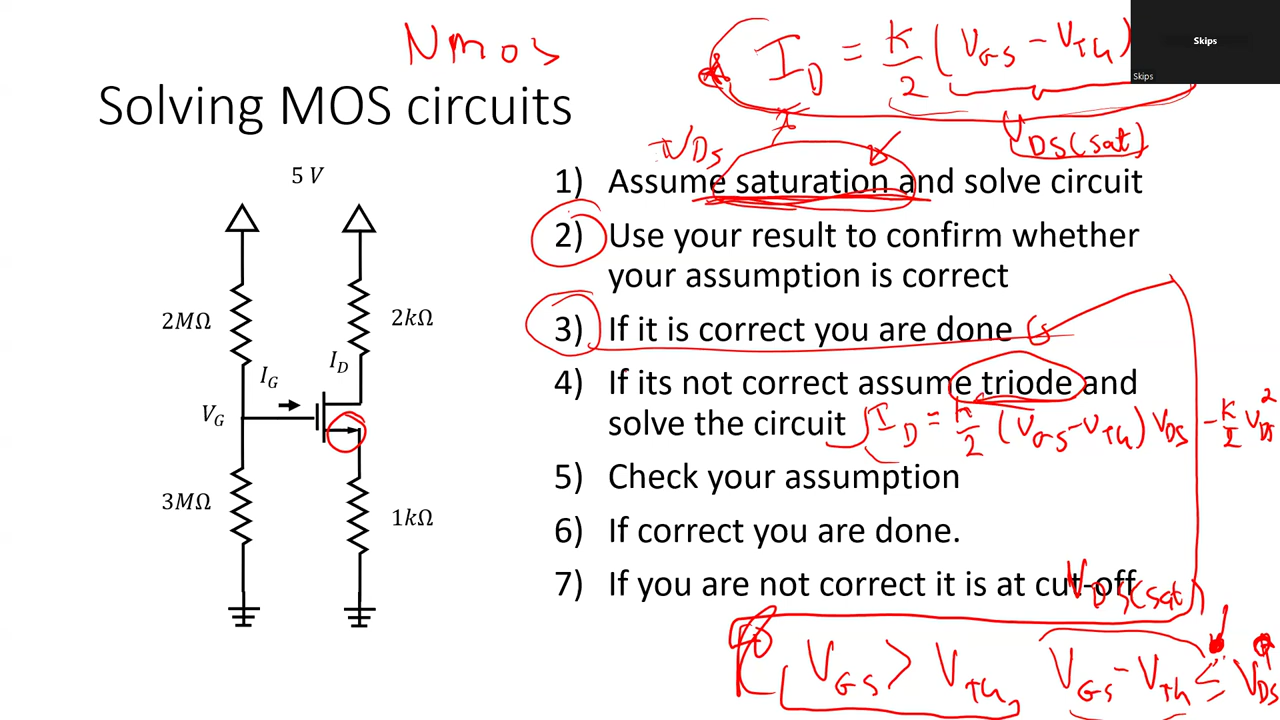 Nmos
I_D = K/2 (V_GS - V_Th)
Skips
Skips
Solving MOS circuits
V_DS(sat)
V_DS
5 V
1) Assume saturation and solve circuit
2) Use your result to confirm whether
your assumption is correct
2MΩ
2kΩ
3) If it is correct you are done
I_D
I_G
4) If its not correct assume triode and
V_G
solve the circuit I_D = K/2 (V_GS - V_Th) V_DS - K/2 V_DS^2
5) Check your assumption
3MΩ
1kΩ
6) If correct you are done.
7) If you are not correct it is at cut-off
V_DS(sat)
V_GS > V_Th, V_GS - V_Th ≤ V_DS